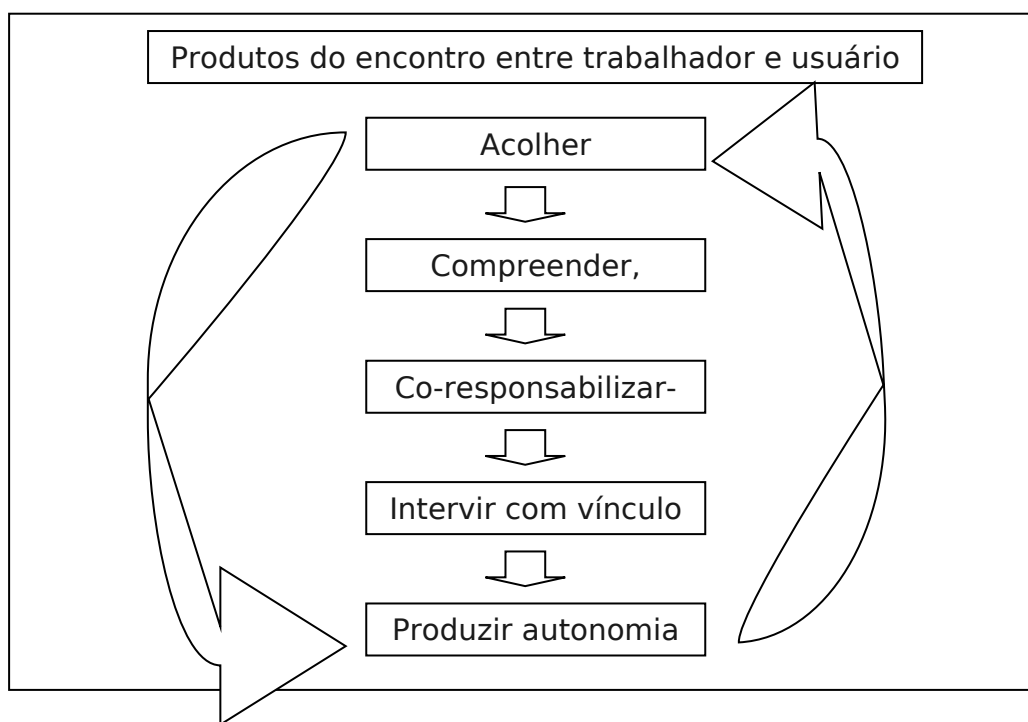 Produtos do encontro entre trabalhador e usuário
Acolher
Compreender,
Co-responsabilizar-
Intervir com vínculo
Produzir autonomia